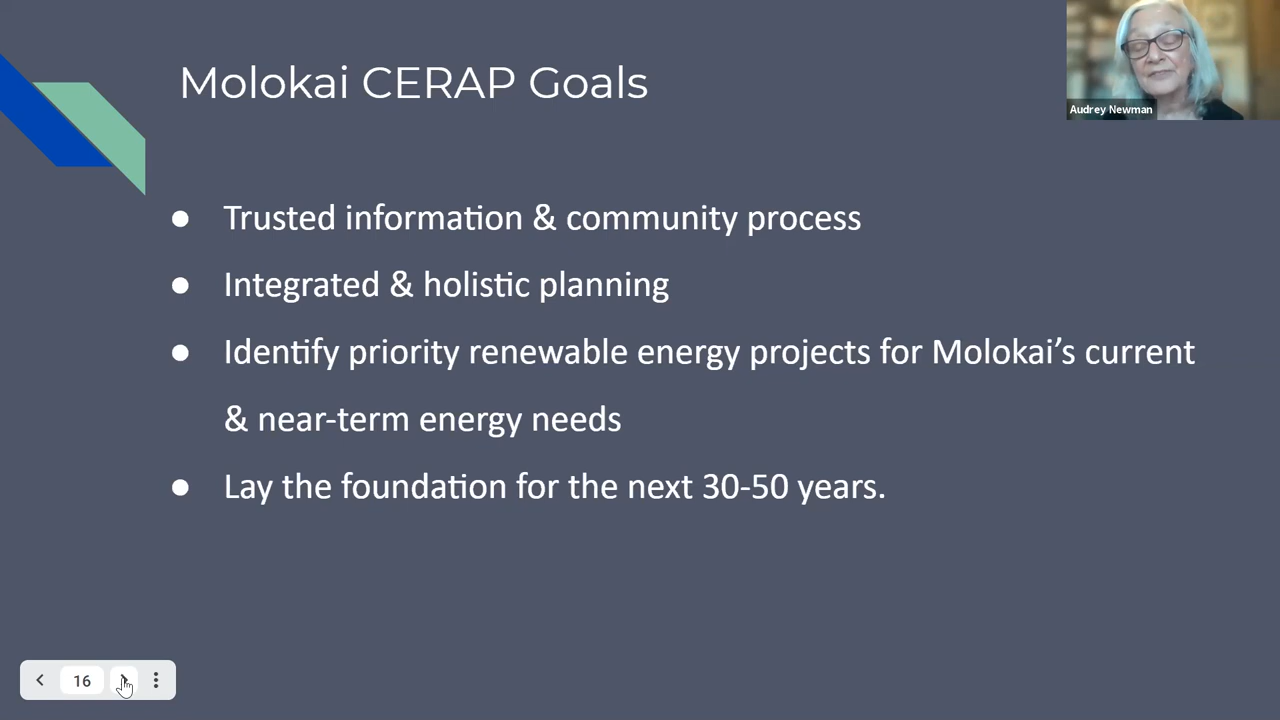 Molokai CERAP Goals
Audrey Newman
● Trusted information & community process
● Integrated & holistic planning
● Identify priority renewable energy projects for Molokai’s current
& near-term energy needs
● Lay the foundation for the next 30-50 years.
16